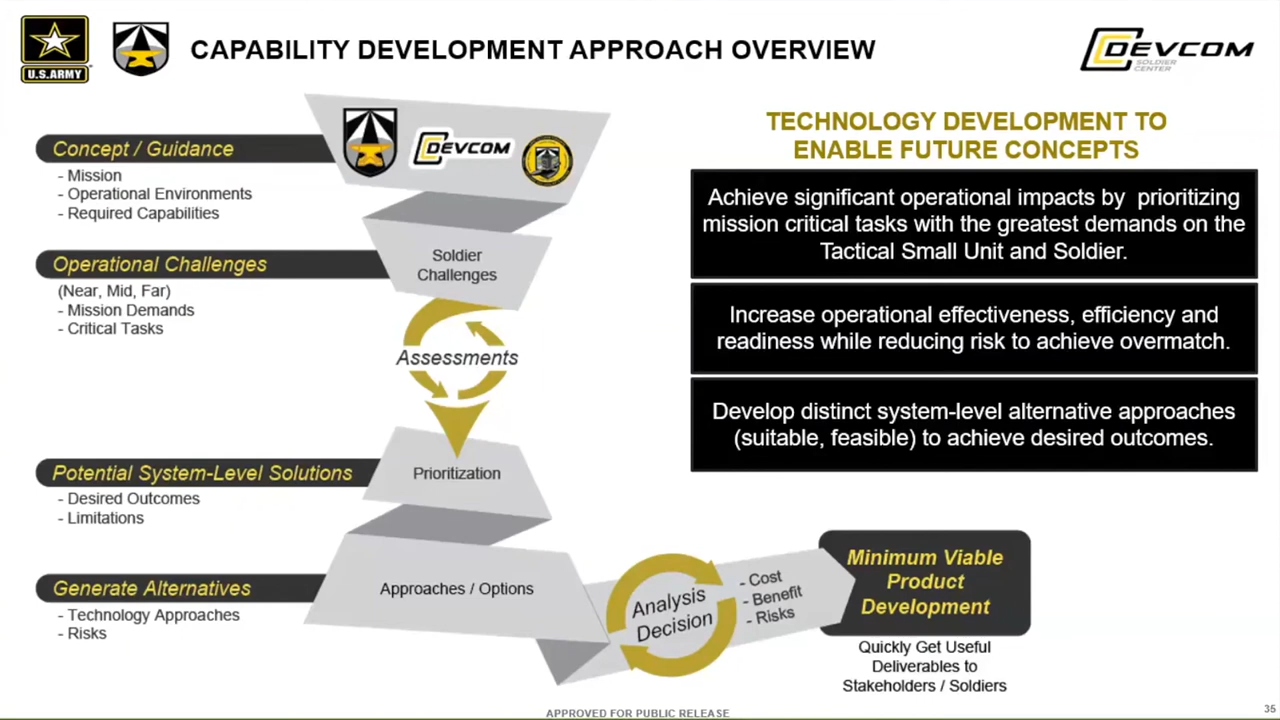 U.S.ARMY
CAPABILITY DEVELOPMENT APPROACH OVERVIEW
DEVCOM
SOLDIER
CENTER
Concept / Guidance
- Mission
- Operational Environments
- Required Capabilities
DEVCOM
Operational Challenges
(Near, Mid, Far)
- Mission Demands
- Critical Tasks
Soldier
Challenges
Assessments
Potential System-Level Solutions
- Desired Outcomes
- Limitations
Prioritization
Generate Alternatives
- Technology Approaches
- Risks
Approaches / Options
Analysis
Decision
- Cost
- Benefit
- Risks
Minimum Viable
Product
Development
Quickly Get Useful
Deliverables to
Stakeholders / Soldiers
TECHNOLOGY DEVELOPMENT TO
ENABLE FUTURE CONCEPTS
Achieve significant operational impacts by prioritizing
mission critical tasks with the greatest demands on the
Tactical Small Unit and Soldier.
Increase operational effectiveness, efficiency and
readiness while reducing risk to achieve overmatch.
Develop distinct system-level alternative approaches
(suitable, feasible) to achieve desired outcomes.
APPROVED FOR PUBLIC RELEASE
35